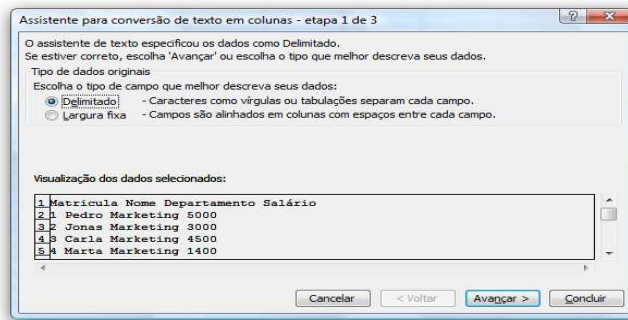 Assistente para conversão de texto em colunas - etapa 1 de 3
O assistente de texto especificou os dados como Delimitado.
Se estiver correto, escolha 'Avançar' ou escolha o tipo que melhor descreva seus dados.
Tipo de dados originais
Escolha o tipo de campo que melhor descreva seus dados:
Delimitado - Caracteres como vírgulas ou tabulações separam cada campo.
Largura fixa - Campos são alinhados em colunas com espaços entre cada campo.
Visualização dos dados selecionados:
1 Matricula Nome Departamento Salário
2 1 Pedro Marketing 5000
3 2 Jonas Marketing 3000
4 3 Carla Marketing 4500
5 4 Marta Marketing 1400
Cancelar < Voltar Avançar > Concluir